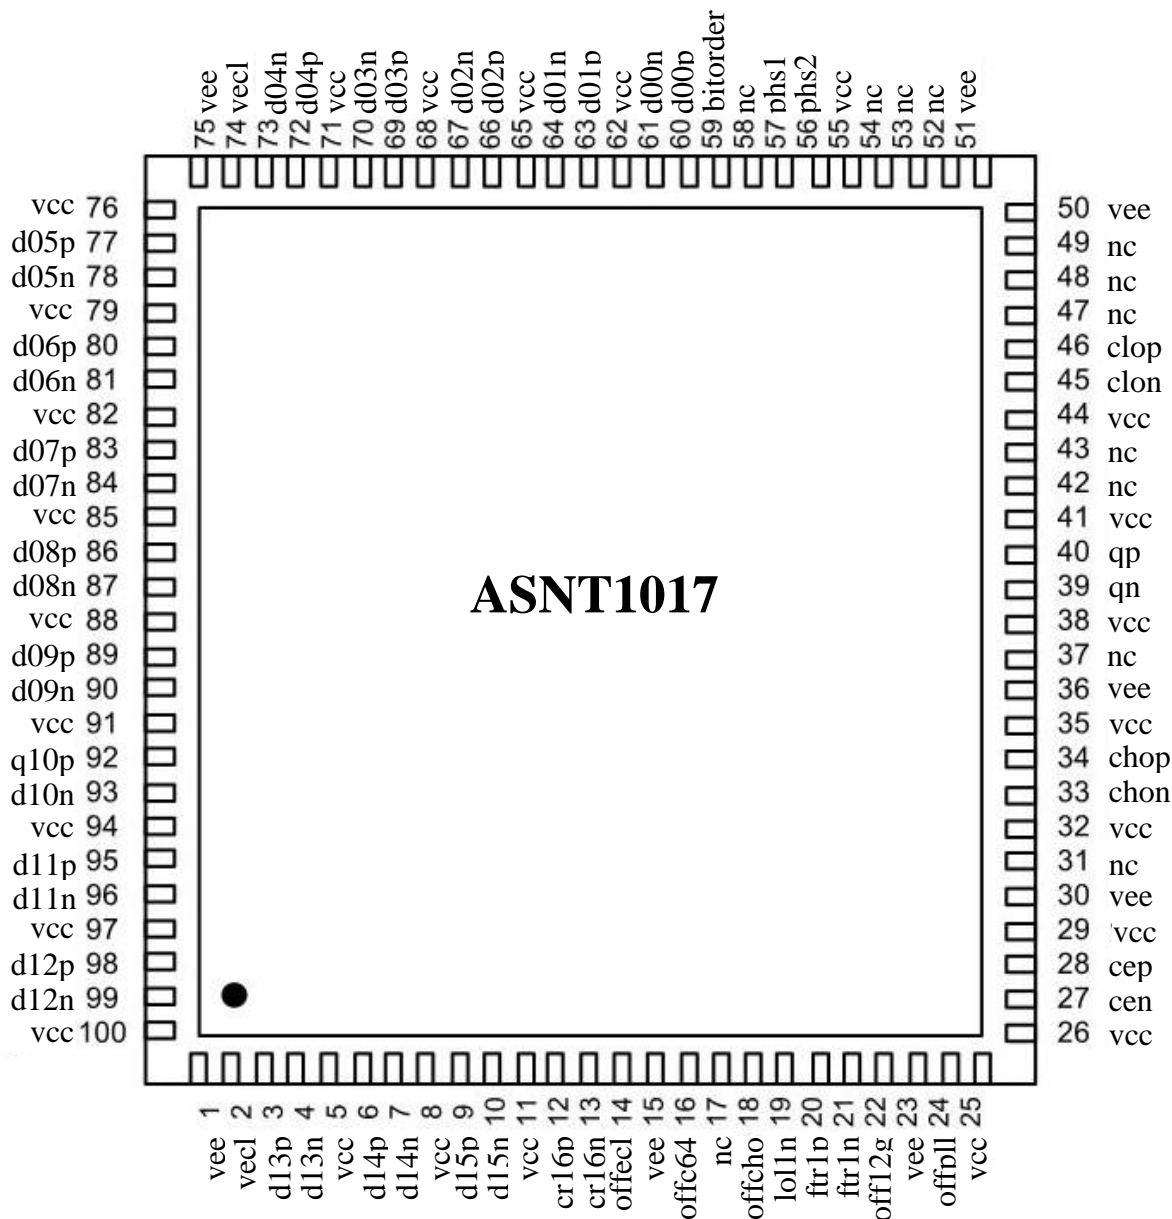 75 vee
74 vecl
73 d04n
72 d04p
71 vcc
70 d03n
69 d03p
68 vcc
67 d02n
66 d02p
65 vcc
64 d01n
63 d01p
62 vcc
61 d00n
60 d00p
59 bitorder
58 nc
57 phs1
56 phs2
55 vcc
54 nc
53 nc
52 nc
51 vee
vcc 76
d05p 77
d05n 78
vcc 79
d06p 80
d06n 81
vcc 82
d07p 83
d07n 84
vcc 85
d08p 86
d08n 87
vcc 88
d09p 89
d09n 90
vcc 91
q10p 92
d10n 93
vcc 94
d11p 95
d11n 96
vcc 97
d12p 98
d12n 99
vcc 100
ASNT1017
50 vee
49 nc
48 nc
47 nc
46 clop
45 clon
44 vcc
43 nc
42 nc
41 vcc
40 qp
39 qn
38 vcc
37 nc
36 vee
35 vcc
34 chop
33 chon
32 vcc
31 nc
30 vee
29 vcc
28 cep
27 cen
26 vcc
vee 1
vecl 2
d13p 3
d13n 4
vcc 5
d14p 6
d14n 7
vcc 8
d15p 9
d15n 10
vcc 11
cr16p 12
cr16n 13
offecl 14
vee 15
offc64 16
nc 17
offcho 18
lol1n 19
ftr1p 20
ftr1n 21
off12g 22
vee 23
offpll 24
vcc 25